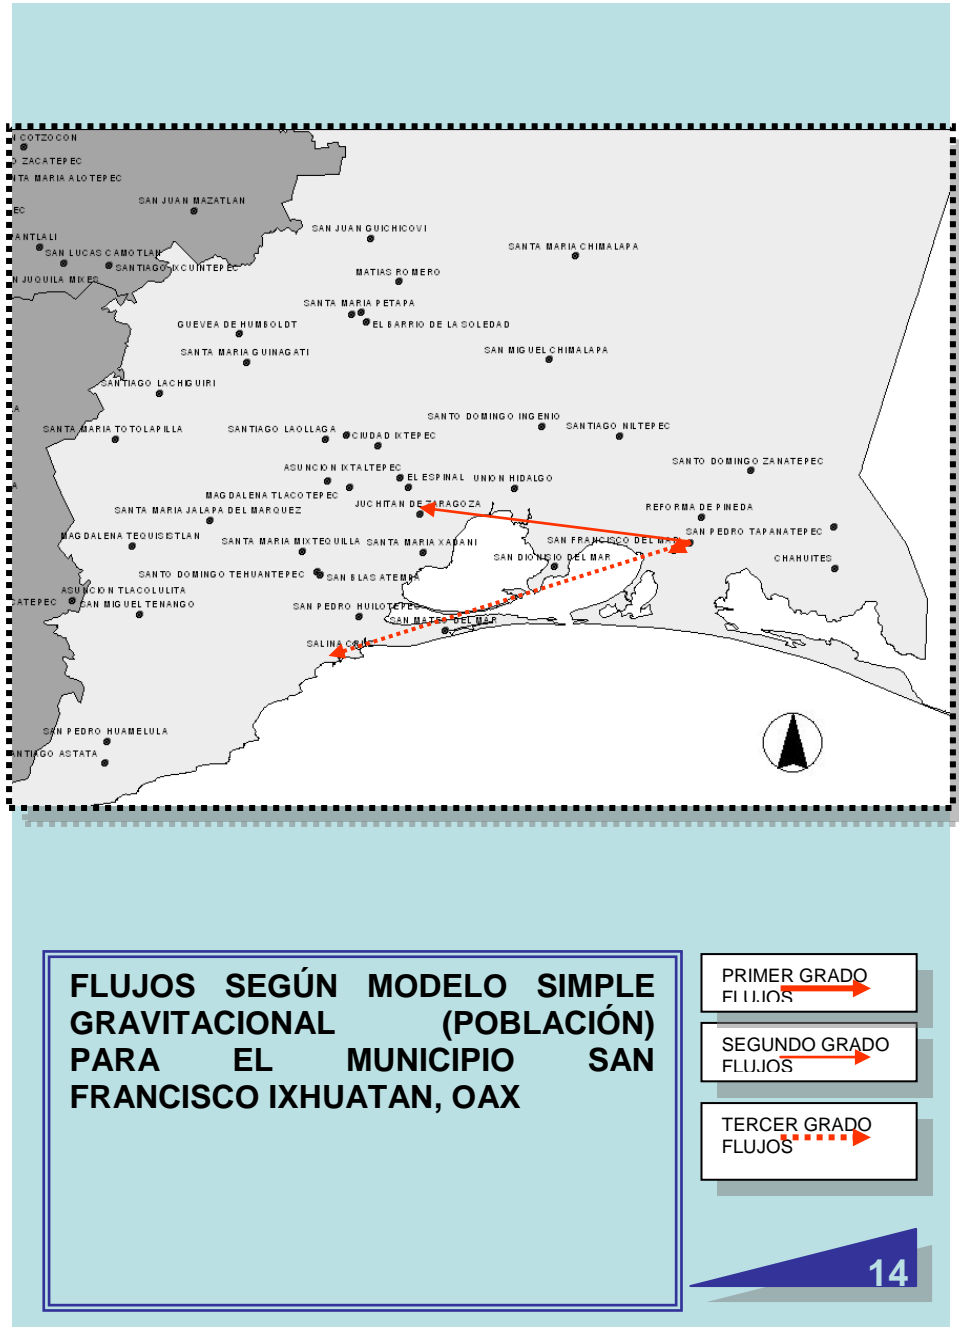 N COTZOCON
O ZACATEPEC
NTA MARIA ALOTEPEC
SAN JUAN MAZATLAN
EC
SAN JUAN GUICHICOVI
ANTLALI
SANTA MARIA CHIMALAPA
SAN LUCAS CAMOTLAN
SANTIAGO IXCUINTEPEC
MATIAS ROMERO
N JUQUILA MIXES
SANTA MARIA PETAPA
GUEVEA DE HUMBOLDT
EL BARRIO DE LA SOLEDAD
SANTA MARIA GUINAGATI
SAN MIGUEL CHIMALAPA
SANTIAGO LACHIGUIRI
A
SANTO DOMINGO INGENIO
SANTA MARIA TOTOLAPILLA
SANTIAGO LAOLLAGA
SANTIAGO NILTEPEC
CIUDAD IXTEPEC
SANTO DOMINGO ZANATEPEC
ASUNCION IXTALTEPEC
EL ESPINAL
UNION HIDALGO
A
MAGDALENA TLACOTEPEC
JUCHITAN DE ZARAGOZA
SANTA MARIA JALAPA DEL MARQUEZ
REFORMA DE PINEDA
SAN PEDRO TAPANATEPEC
MAGDALENA TEQUISISTLAN
SANTA MARIA MIXTEQUILLA
SANTA MARIA XADANI
SAN FRANCISCO DEL MAR
SAN DIONISIO DEL MAR
CHAHUITES
SANTO DOMINGO TEHUANTEPEC
SAN BLAS ATEMPA
ASUNCION TLACOLULITA
CATEPEC
SAN MIGUEL TENANGO
SAN PEDRO HUILOTEPEC
SAN MATEO DEL MAR
SALINA CRUZ
SAN PEDRO HUAMELULA
ANTIAGO ASTATA
FLUJOS SEGÚN MODELO SIMPLE
GRAVITACIONAL (POBLACIÓN)
PARA EL MUNICIPIO SAN
FRANCISCO IXHUATAN, OAX
PRIMER GRADO
FLUJOS
SEGUNDO GRADO
FLUJOS
TERCER GRADO
FLUJOS
14